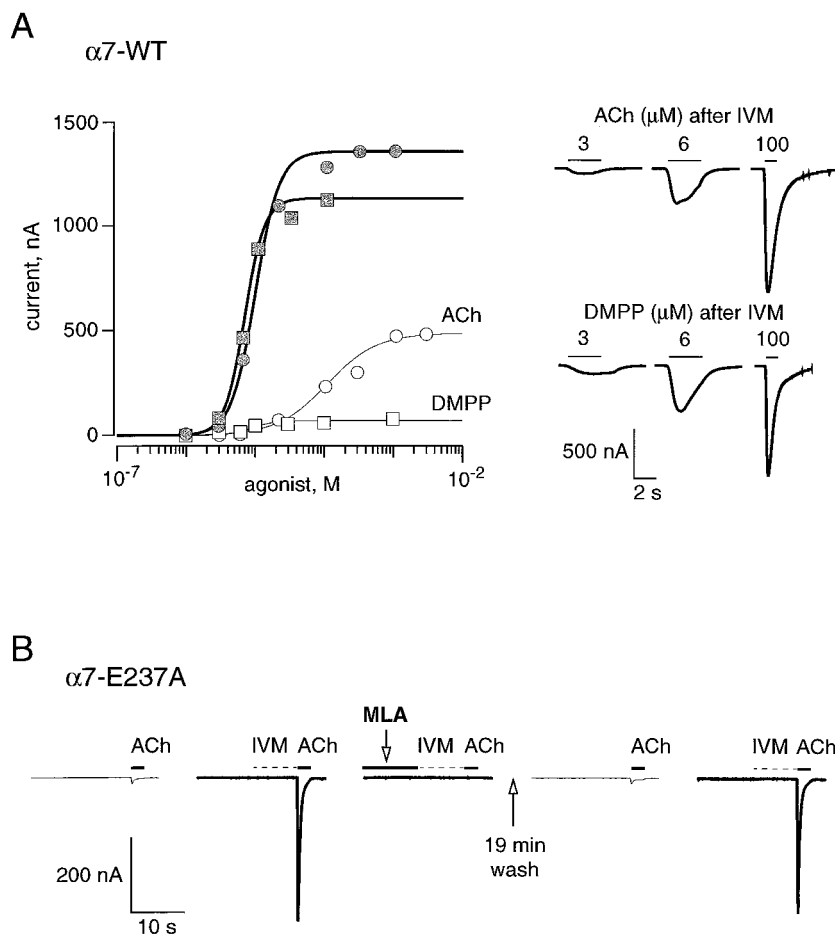 A
α7-WT
1500
1000
500
0
current, nA
10⁻⁷
agonist, M
10⁻²
ACh
DMPP
ACh (μM) after IVM
3 6 100
DMPP (μM) after IVM
3 6 100
500 nA
2 s
B
α7-E237A
ACh
IVM ACh
MLA
IVM ACh
19 min
wash
ACh
IVM ACh
200 nA
10 s